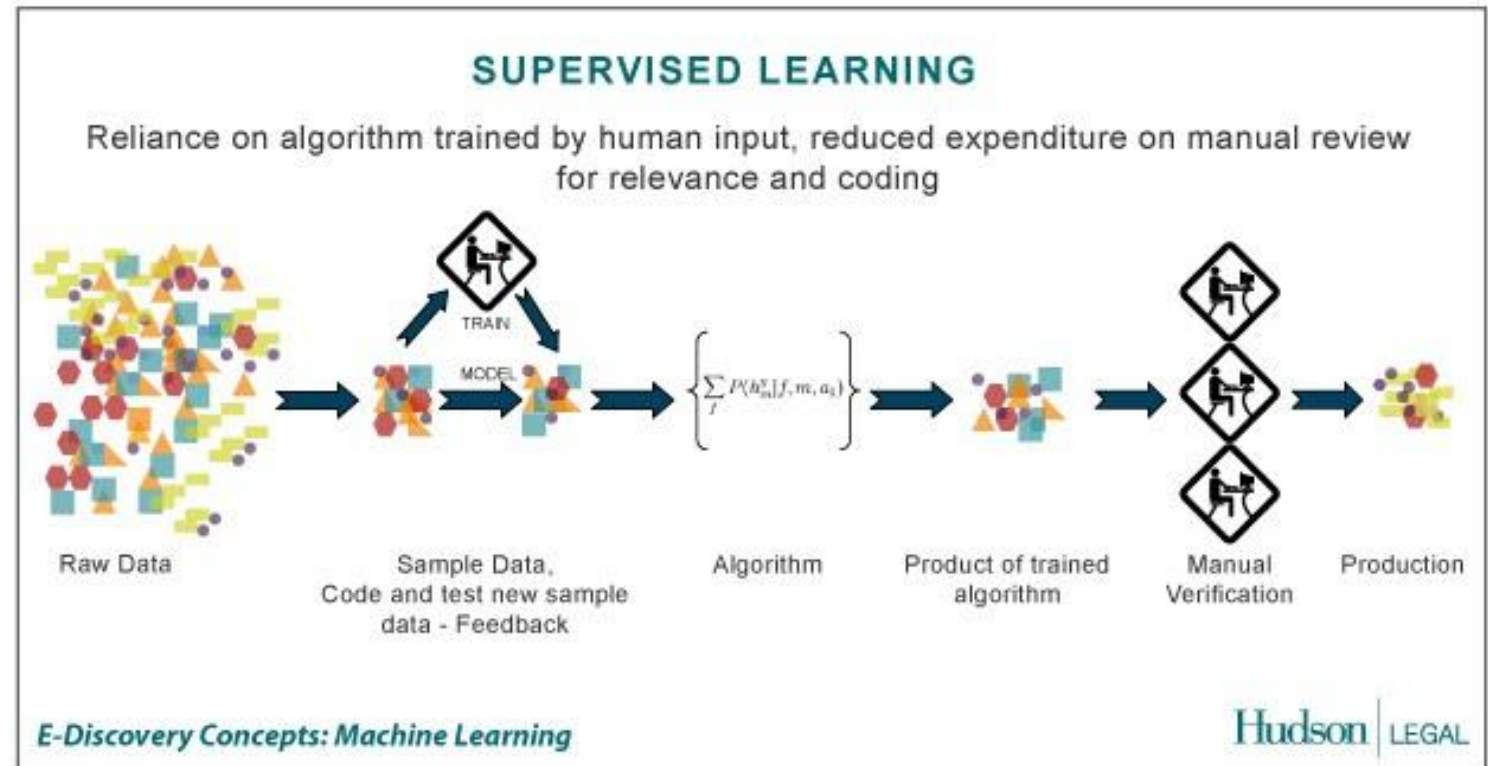 SUPERVISED LEARNING
Reliance on algorithm trained by human input, reduced expenditure on manual review
for relevance and coding
TRAIN
MODEL
Raw Data
Sample Data,
Code and test new sample
data - Feedback
Algorithm
Product of trained
algorithm
Manual
Verification
Production
E-Discovery Concepts: Machine Learning
Hudson LEGAL